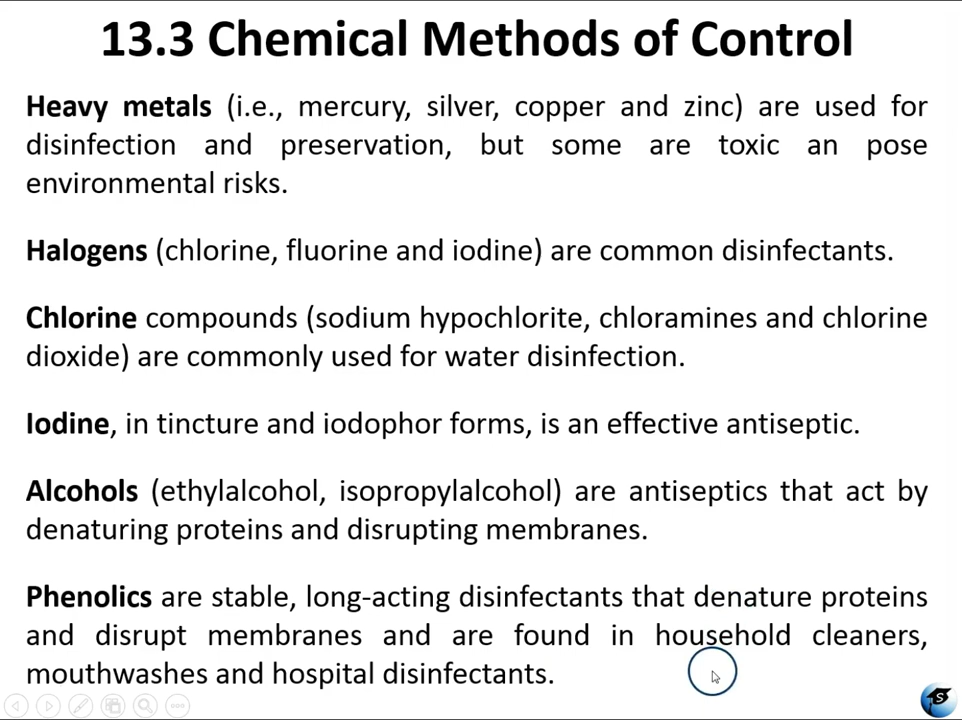 13.3 Chemical Methods of Control
Heavy metals (i.e., mercury, silver, copper and zinc) are used for
disinfection and preservation, but some are toxic an pose
environmental risks.
Halogens (chlorine, fluorine and iodine) are common disinfectants.
Chlorine compounds (sodium hypochlorite, chloramines and chlorine
dioxide) are commonly used for water disinfection.
Iodine, in tincture and iodophor forms, is an effective antiseptic.
Alcohols (ethylalcohol, isopropylalcohol) are antiseptics that act by
denaturing proteins and disrupting membranes.
Phenolics are stable, long-acting disinfectants that denature proteins
and disrupt membranes and are found in household cleaners,
mouthwashes and hospital disinfectants.
S